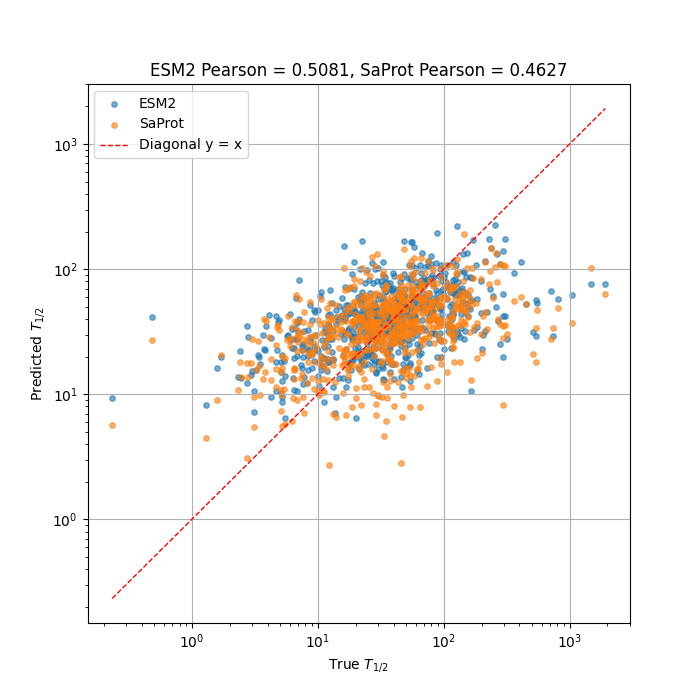 ESM2 Pearson = 0.5081, SaProt Pearson = 0.4627
ESM2
SaProt
Diagonal y = x
Predicted T1/2
10³
10²
10¹
10⁰
10⁰ 10¹ 10² 10³
True T1/2